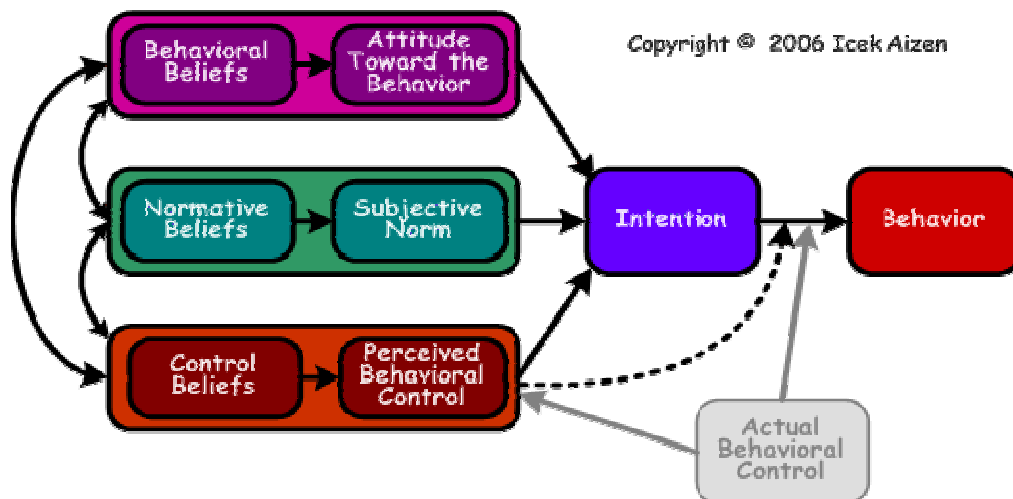 Behavioral
Beliefs
Attitude
Toward the
Behavior
Copyright © 2006 Icek Aizen
Normative
Beliefs
Subjective
Norm
Intention
Behavior
Control
Beliefs
Perceived
Behavioral
Control
Actual
Behavioral
Control